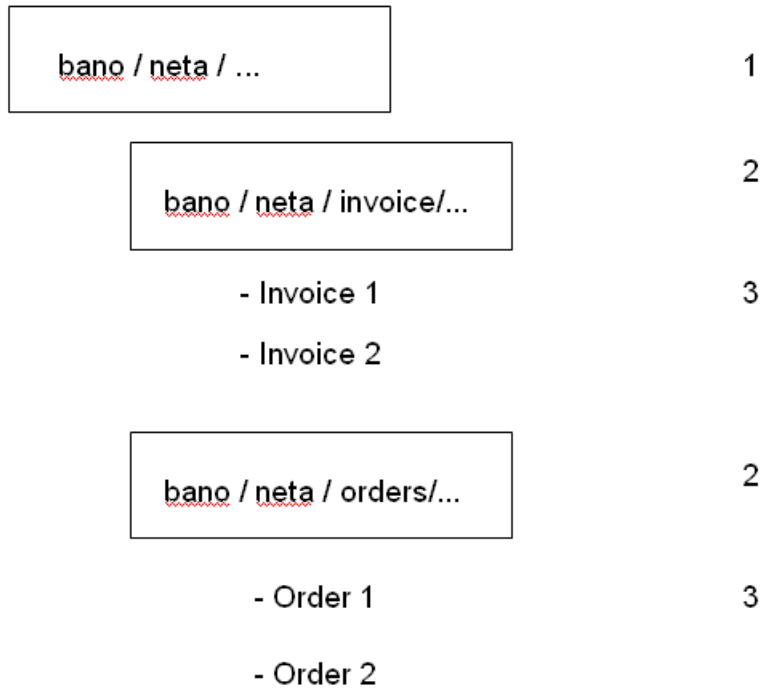 bano / neta / ... 1
2
bano / neta / invoice/...
- Invoice 1 3
- Invoice 2
bano / neta / orders/... 2
- Order 1 3
- Order 2